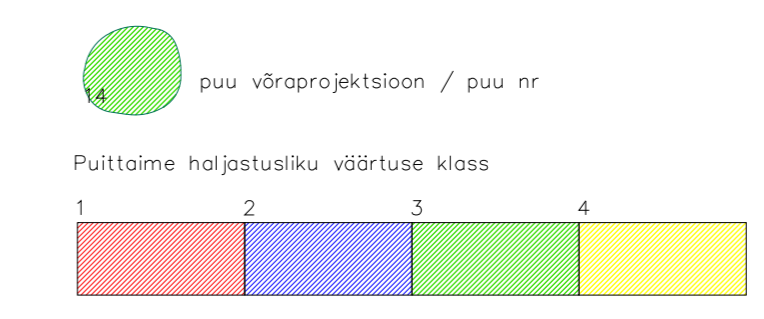 14
puu võraprojektsioon / puu nr
Puittaime haljastusliku väärtuse klass
1 2 3 4